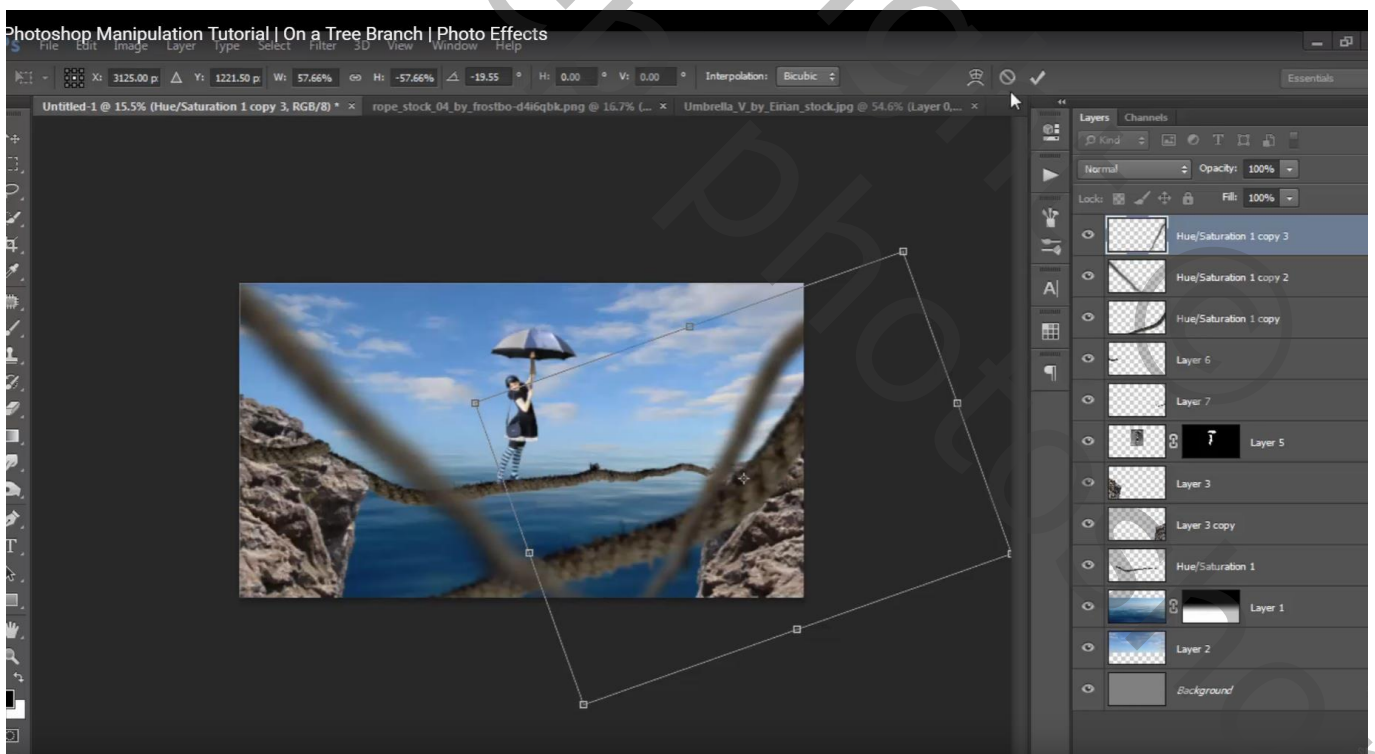 Photoshop Manipulation Tutorial | On a Tree Branch | Photo Effects
File Edit Image Layer Type Select Filter 3D View Window Help
X: 3125.00 p: Y: 1221.50 p: W: 57.66% H: -57.66% -19.55 ° H: 0.00 ° V: 0.00 ° Interpolation: Bicubic Essentials
Untitled-1 @ 15.5% (Hue/Saturation 1 copy 3, RGB/8) * × rope_stock_04_by_frostbo-d4i6qbk.png @ 16.7% (... × Umbrella_V_by_Eirian_stock.jpg @ 54.6% (Layer 0,... ×
Layers Channels
Kind
Normal Opacity: 100%
Lock: Fill: 100%
Hue/Saturation 1 copy 3
Hue/Saturation 1 copy 2
Hue/Saturation 1 copy
Layer 6
Layer 7
Layer 5
Layer 3
Layer 3 copy
Hue/Saturation 1
Layer 1
Layer 2
Background